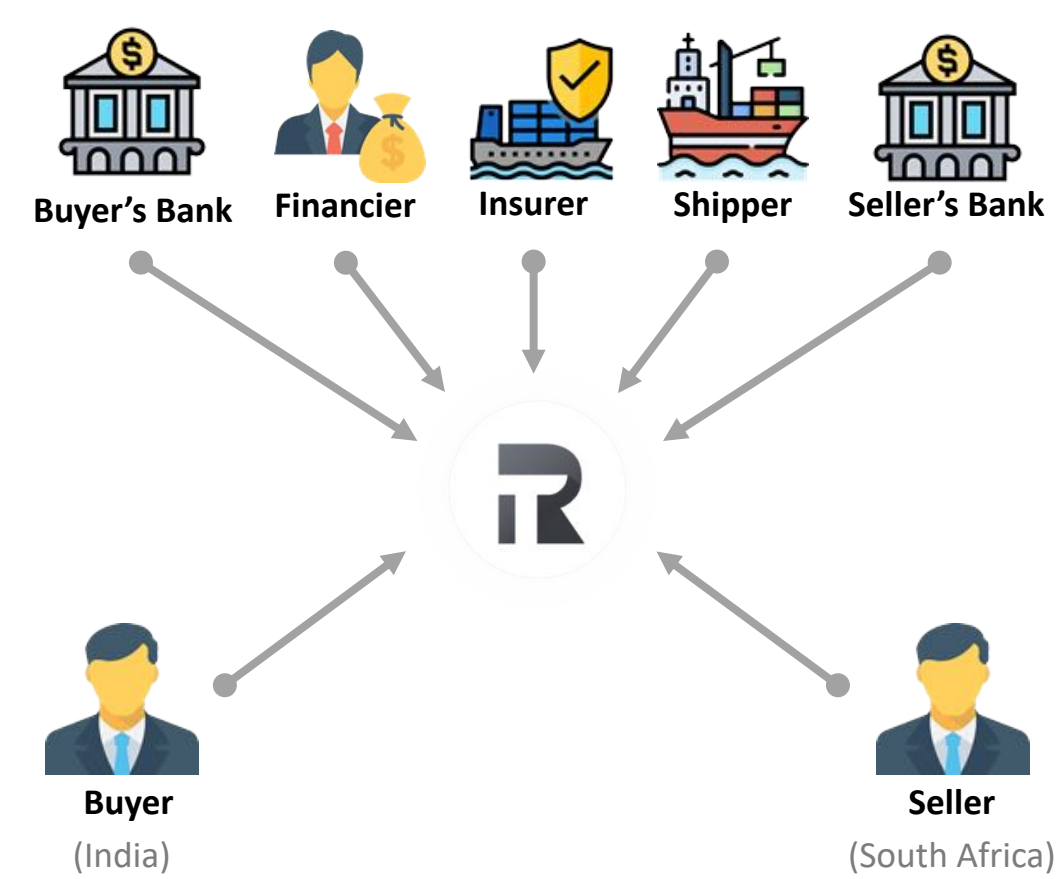 Buyer’s Bank
Financier
Insurer
Shipper
Seller’s Bank
Buyer
(India)
Seller
(South Africa)